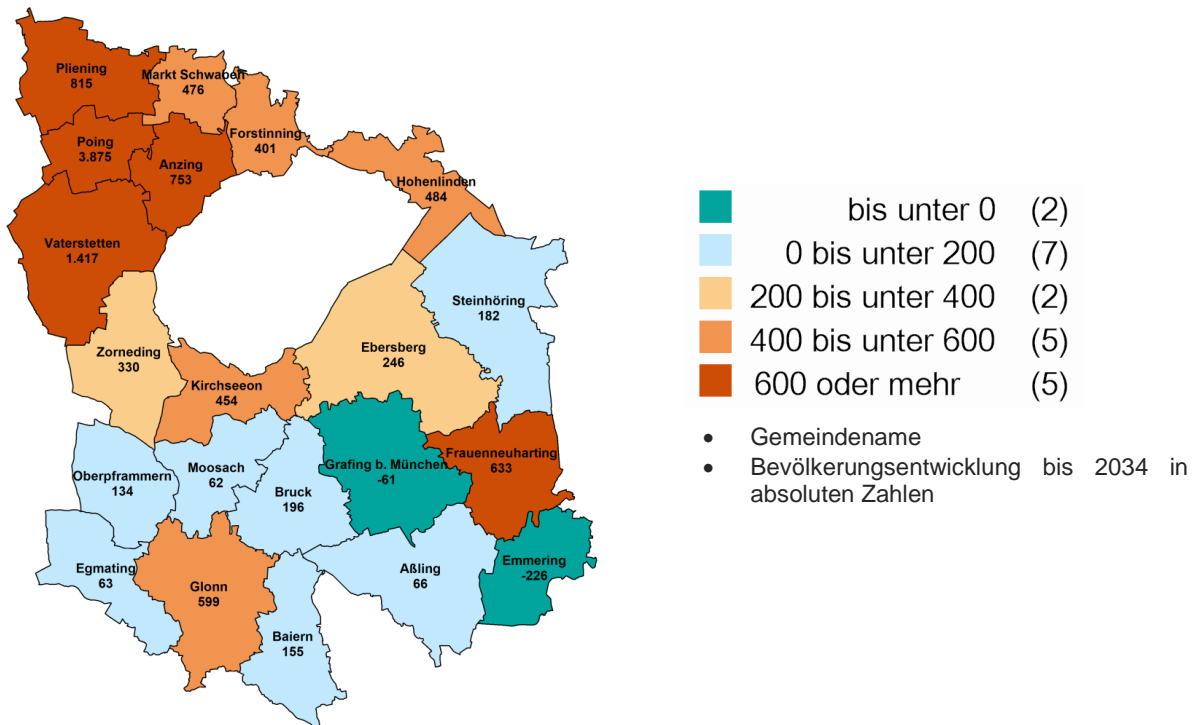 Pliening
815
Markt Schwaben
476
Forstinning
401
Poing
3.875
Anzing
753
Hohenlinden
484
Vaterstetten
1.417
Steinhöring
182
Zorneding
330
Ebersberg
246
Kirchseeon
454
Frauenneuharting
633
Grafing b. München
-61
Moosach
62
Oberpframmern
134
Bruck
196
Egmating
63
Glonn
599
Aßling
66
Emmering
-226
Baiern
155
bis unter 0 (2)
0 bis unter 200 (7)
200 bis unter 400 (2)
400 bis unter 600 (5)
600 oder mehr (5)
• Gemeindename
• Bevölkerungsentwicklung bis 2034 in
absoluten Zahlen